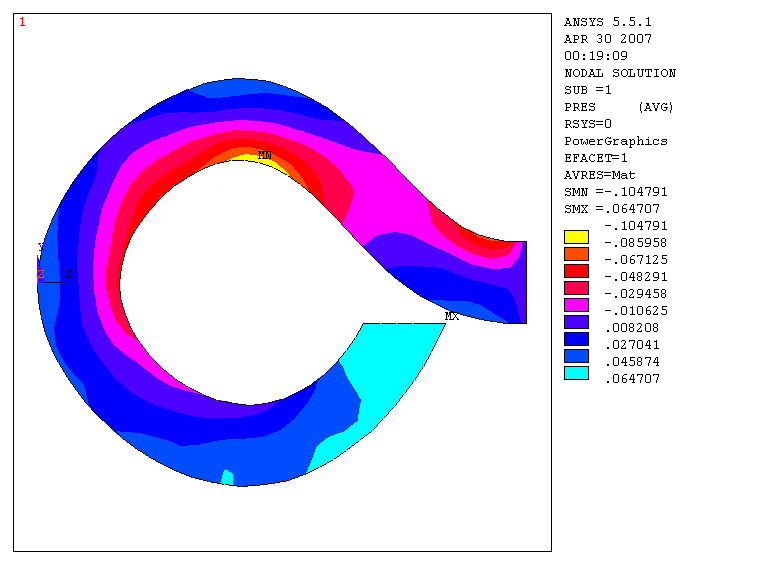 1
ANSYS 5.5.1
APR 30 2007
00:19:09
NODAL SOLUTION
SUB =1
PRES (AVG)
RSYS=0
PowerGraphics
EFACET=1
AVRES=Mat
SMN =-.104791
SMX =.064707
-.104791
-.085958
-.067125
-.048291
-.029458
-.010625
.008208
.027041
.045874
.064707
MN
Y
Z X
MX